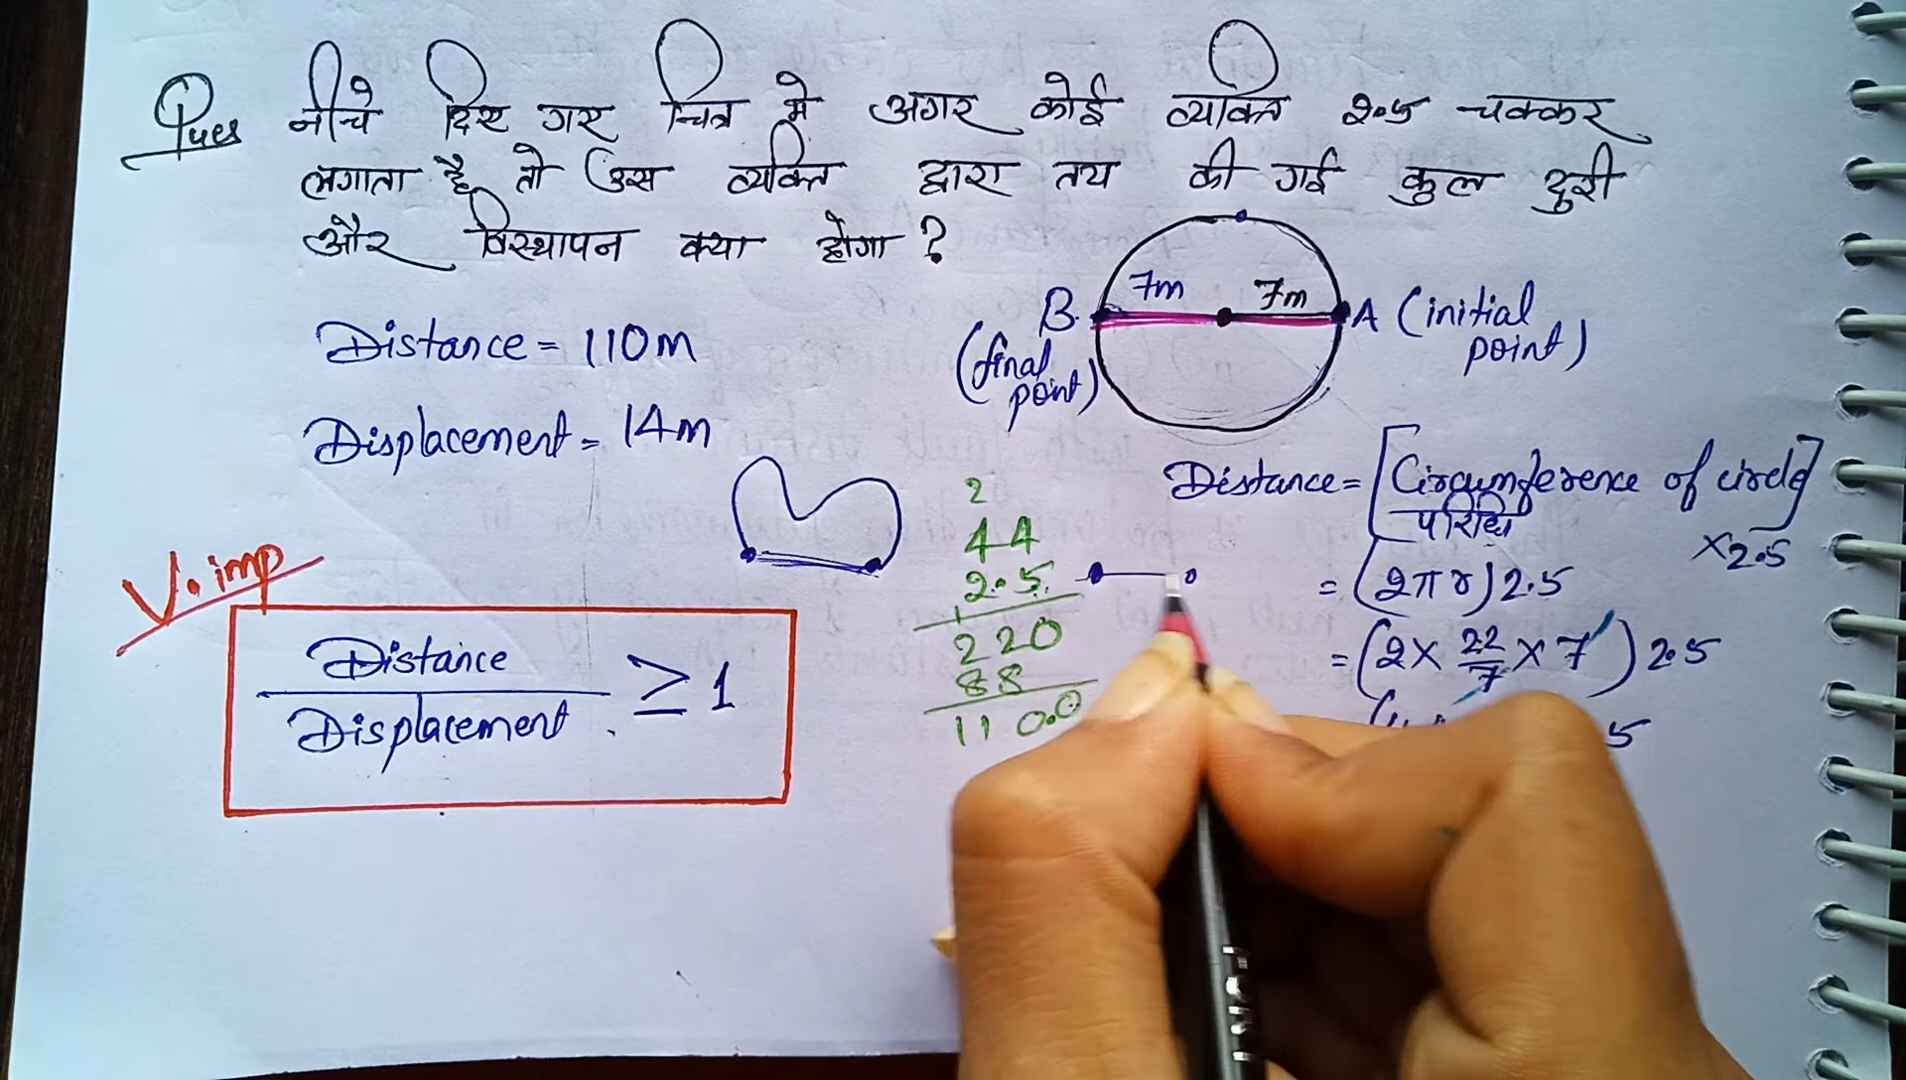 Ques नीचे दिए गए चित्र मे अगर कोई व्यक्ति 2.5 चक्कर
लगाता है तो उस व्यक्ति द्वारा तय की गई कुल दुरी
और विस्थापन क्या होगा ?
7m 7m
B. A (initial point)
(final point)
Distance = 110m
Displacement = 14m
Distance = [Circumference of circle]
परिधि
×2.5
= (2πr) 2.5
= (2 × 22/7 × 7) 2.5
5
2
44
2.5
1
220
88
110.0
V. imp
Distance
Displacement
≥ 1